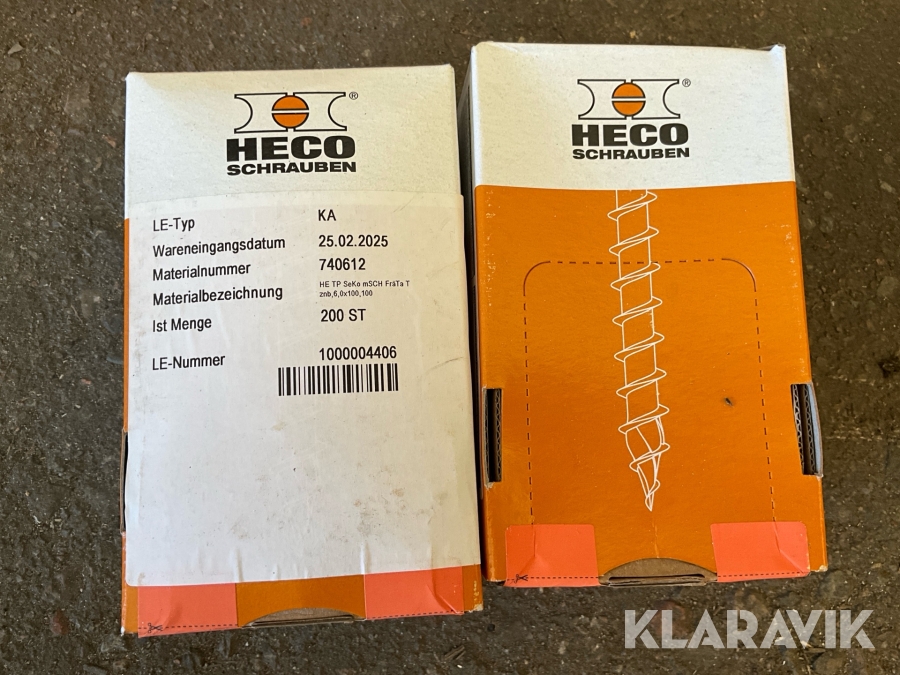 HECO
SCHRAUBEN
®
LE-Typ KA
Wareneingangsdatum 25.02.2025
Materialnummer 740612
Materialbezeichnung HE TP SeKo mSCH FräTa T
znb,6,0x100,100
Ist Menge 200 ST
LE-Nummer 1000004406
HECO
SCHRAUBEN
®
KLARAVIK